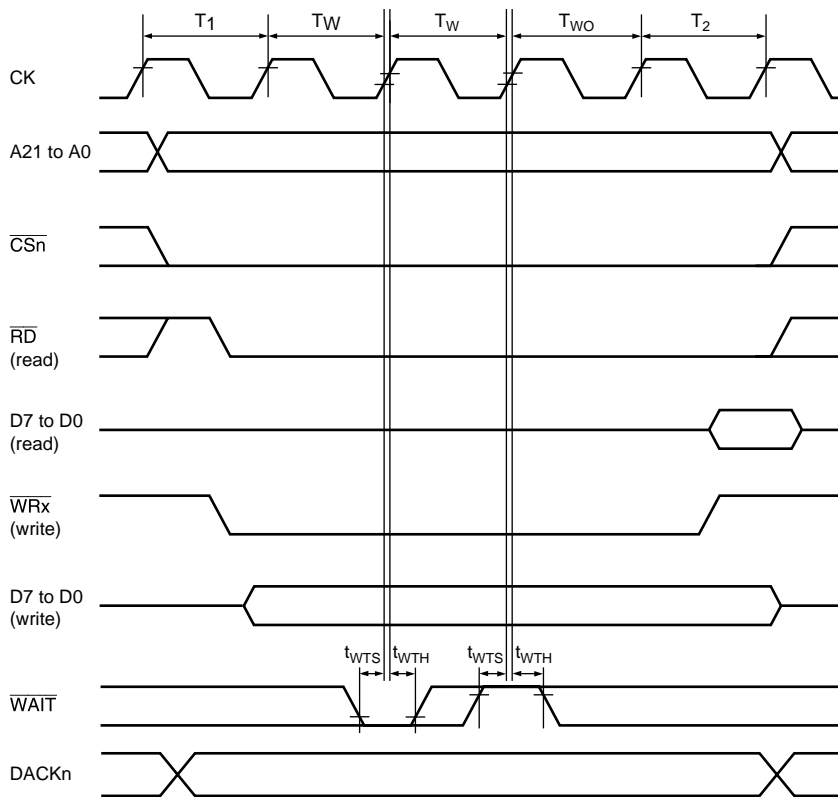 T1 TW TW TWO T2
CK
A21 to A0
CSn
RD
(read)
D7 to D0
(read)
WRx
(write)
D7 to D0
(write)
tWTS tWTH tWTS tWTH
WAIT
DACKn